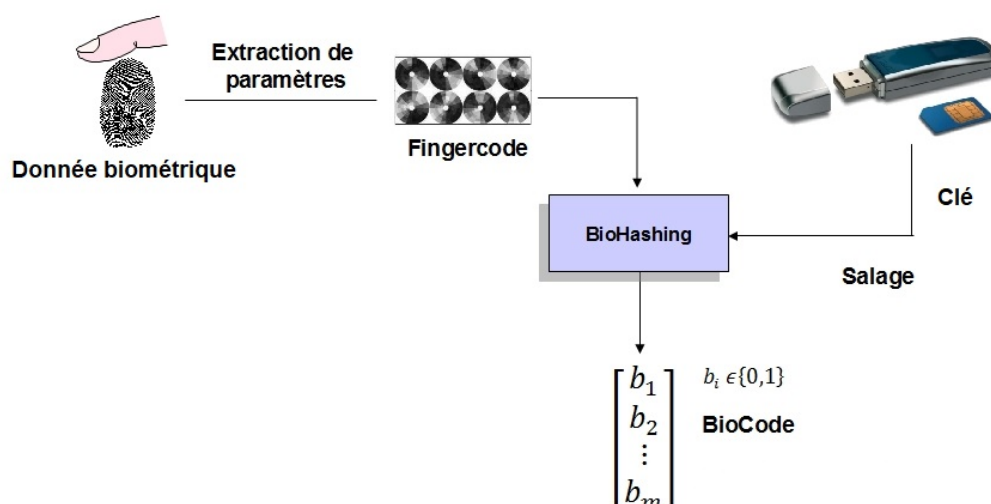 Extraction de
paramètres
Donnée biométrique
Fingercode
Clé
BioHashing
Salage
b₁
b₂
⋮
bₘ
bᵢ ϵ{0,1}
BioCode